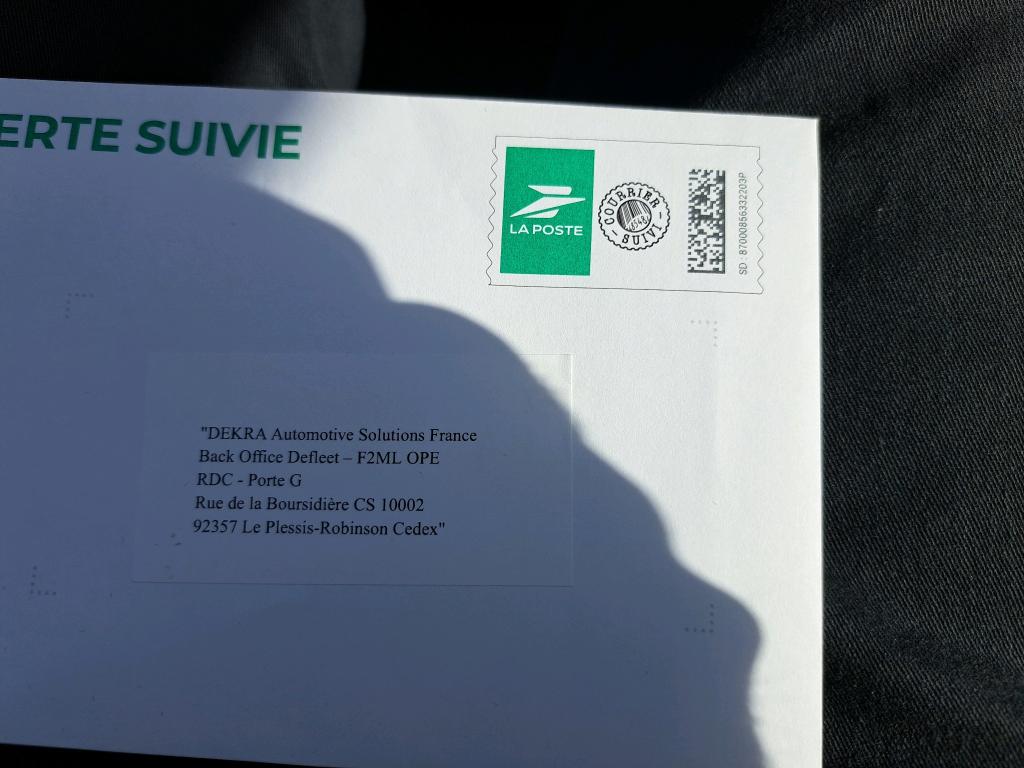 ERTE SUIVIE
LA POSTE
COURRIER
SUIVI
SD : 87000856332203P
"DEKRA Automotive Solutions France
Back Office Defleet – F2ML OPE
RDC - Porte G
Rue de la Boursidière CS 10002
92357 Le Plessis-Robinson Cedex"